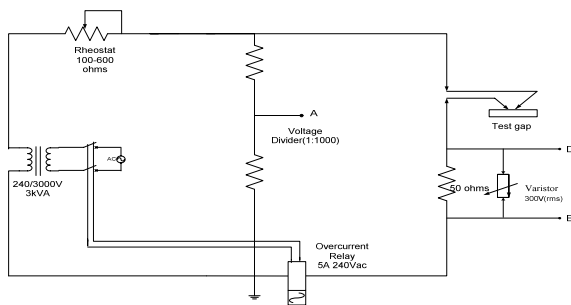 Rheostat
100-600
ohms
A
Voltage
Divider(1:1000)
Test gap
AC
240/3000V
3kVA
D
50 ohms
Varistor
300V(rms)
E
Overcurrent
Relay
5A 240Vac